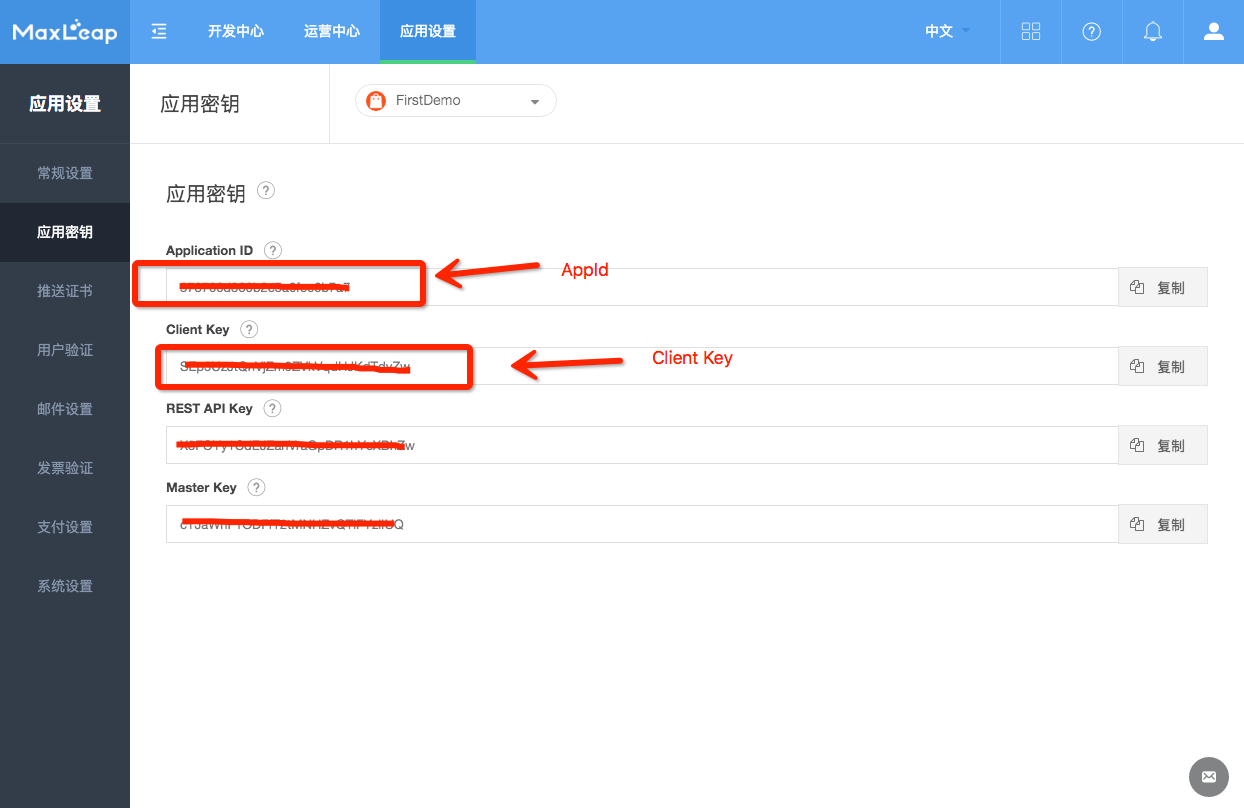 MaxLeap
开发中心
运营中心
应用设置
中文
应用设置
应用密钥
FirstDemo
常规设置
应用密钥
推送证书
用户验证
邮件设置
发票验证
支付设置
系统设置
应用密钥 ?
Application ID ?
AppId
复制
Client Key ?
Client Key
复制
REST API Key ?
复制
Master Key ?
复制